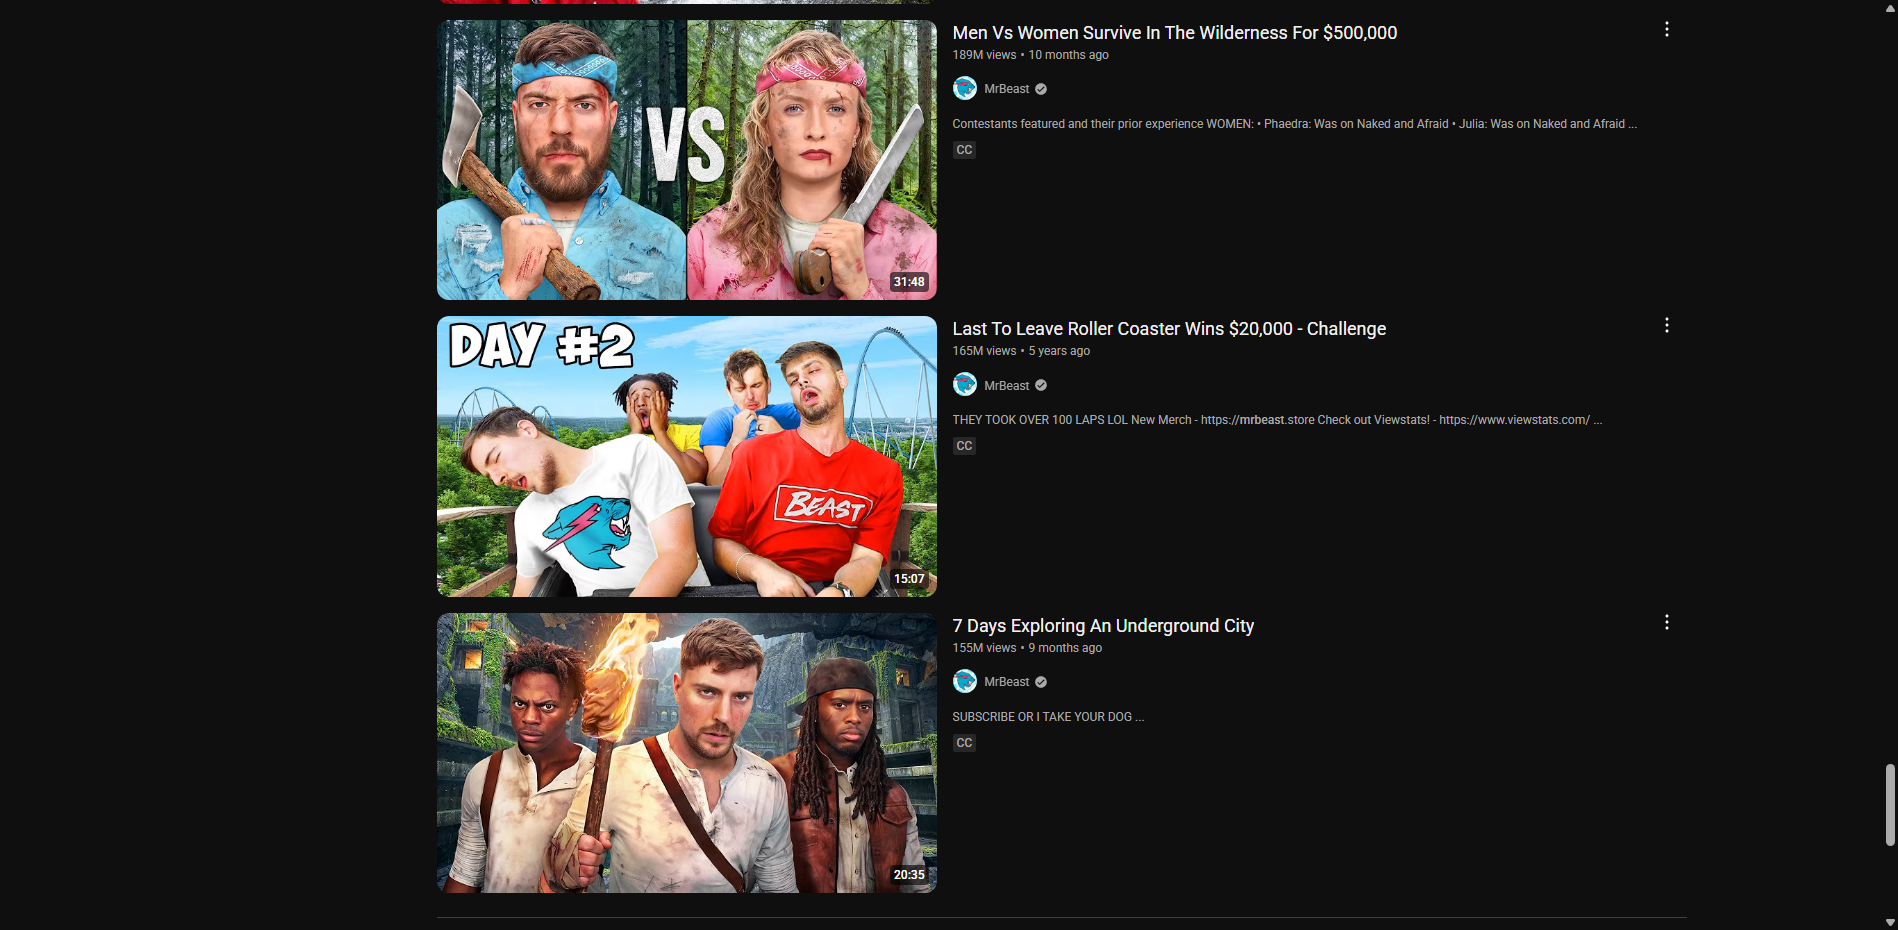 VS
31:48
Men Vs Women Survive In The Wilderness For $500,000
189M views • 10 months ago
MrBeast
Contestants featured and their prior experience WOMEN: • Phaedra: Was on Naked and Afraid • Julia: Was on Naked and Afraid ...
CC
DAY #2
BEAST
15:07
Last To Leave Roller Coaster Wins $20,000 - Challenge
165M views • 5 years ago
MrBeast
THEY TOOK OVER 100 LAPS LOL New Merch - https://mrbeast.store Check out Viewstats! - https://www.viewstats.com/ ...
CC
20:35
7 Days Exploring An Underground City
155M views • 9 months ago
MrBeast
SUBSCRIBE OR I TAKE YOUR DOG ...
CC